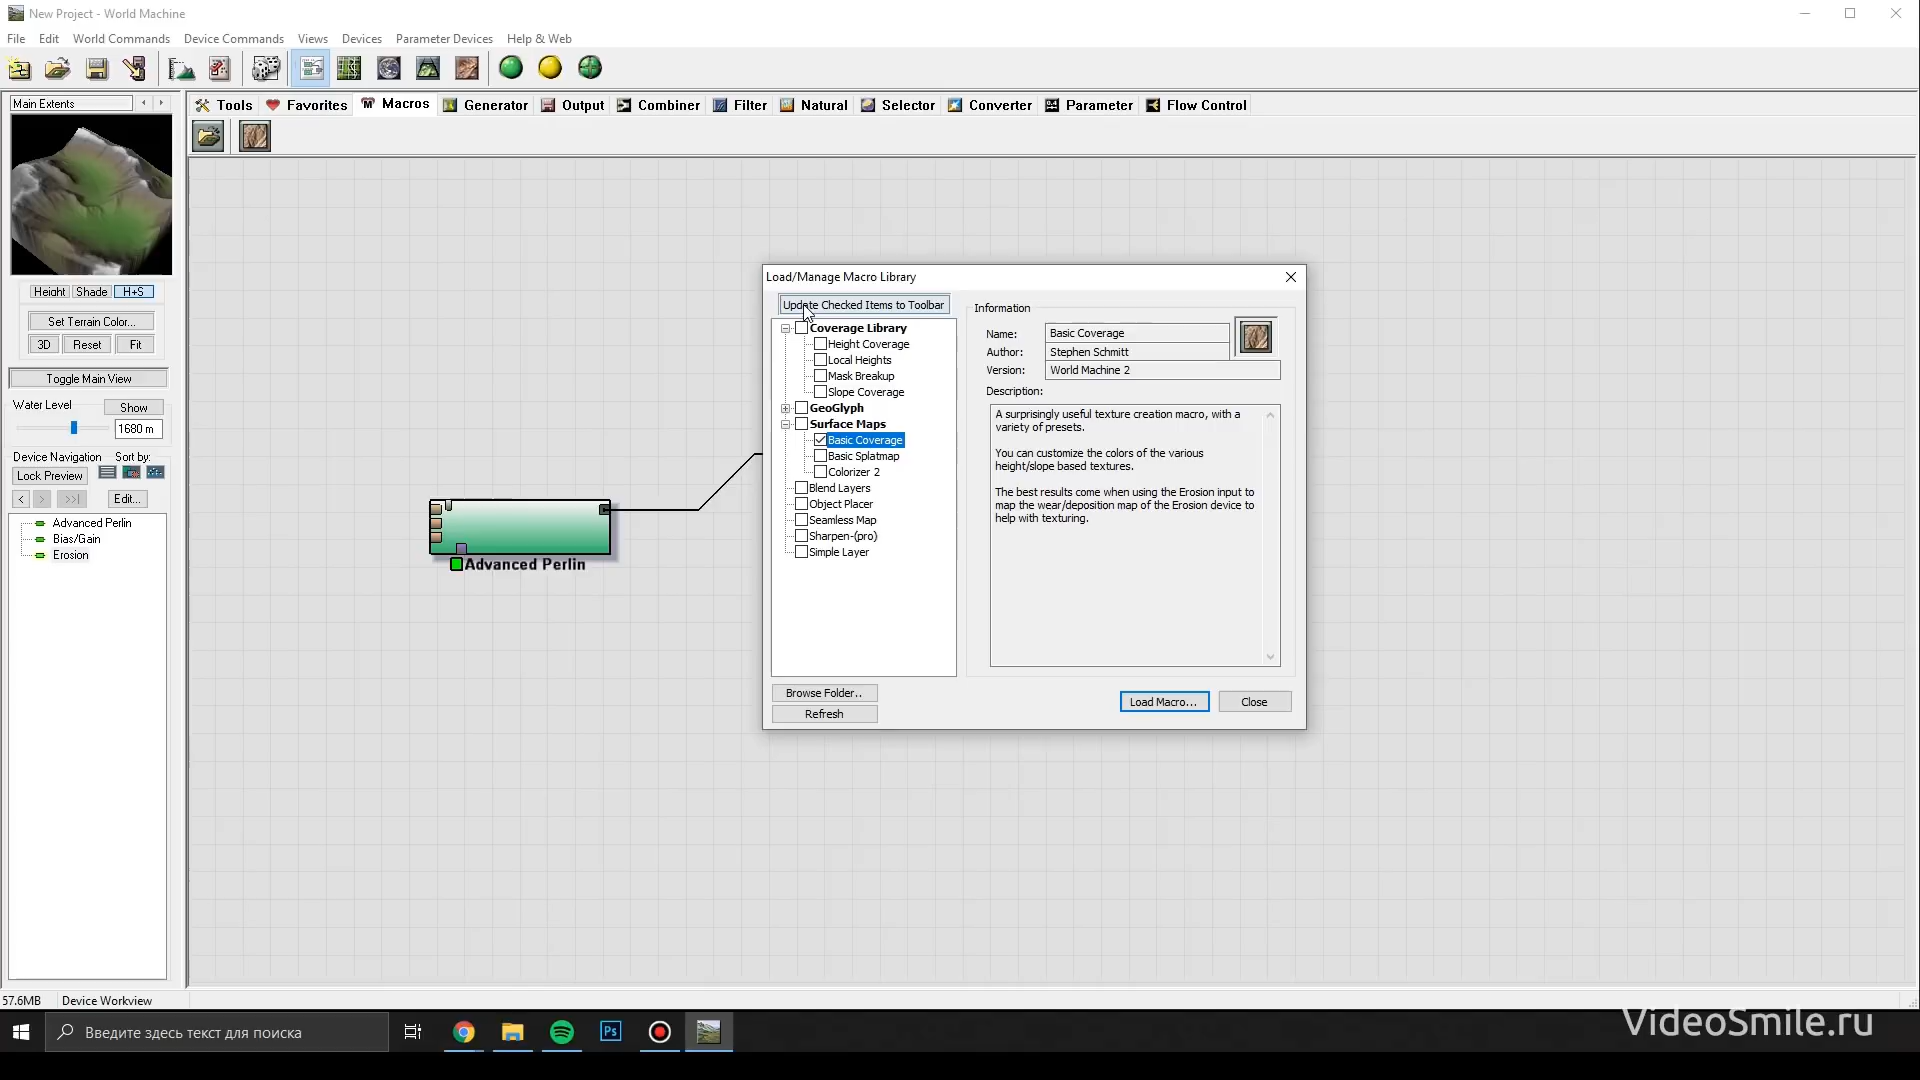 New Project - World Machine
File Edit World Commands Device Commands Views Devices Parameter Devices Help & Web
Main Extents
Tools Favorites Macros Generator Output Combiner Filter Natural Selector Converter Parameter Flow Control
Height Shade H+S
Set Terrain Color...
3D Reset Fit
Toggle Main View
Water Level Show
1680 m
Device Navigation Sort by:
Lock Preview
< > >>| Edit...
Advanced Perlin
Bias/Gain
Erosion
Advanced Perlin
Load/Manage Macro Library
Update Checked Items to Toolbar
Coverage Library
Height Coverage
Local Heights
Mask Breakup
Slope Coverage
GeoGlyph
Surface Maps
Basic Coverage
Basic Splatmap
Colorizer 2
Blend Layers
Object Placer
Seamless Map
Sharpen-(pro)
Simple Layer
Browse Folder..
Refresh
Information
Name: Basic Coverage
Author: Stephen Schmitt
Version: World Machine 2
Description:
A surprisingly useful texture creation macro, with a
variety of presets.
You can customize the colors of the various
height/slope based textures.
The best results come when using the Erosion input to
map the wear/deposition map of the Erosion device to
help with texturing.
Load Macro... Close
57.6MB Device Workview
Введите здесь текст для поиска
Ps
VideoSmile.ru